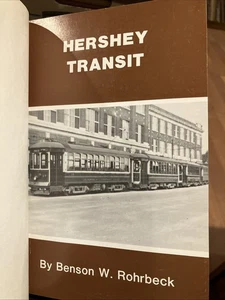 HERSHEY
TRANSIT
By Benson W. Rohrbeck